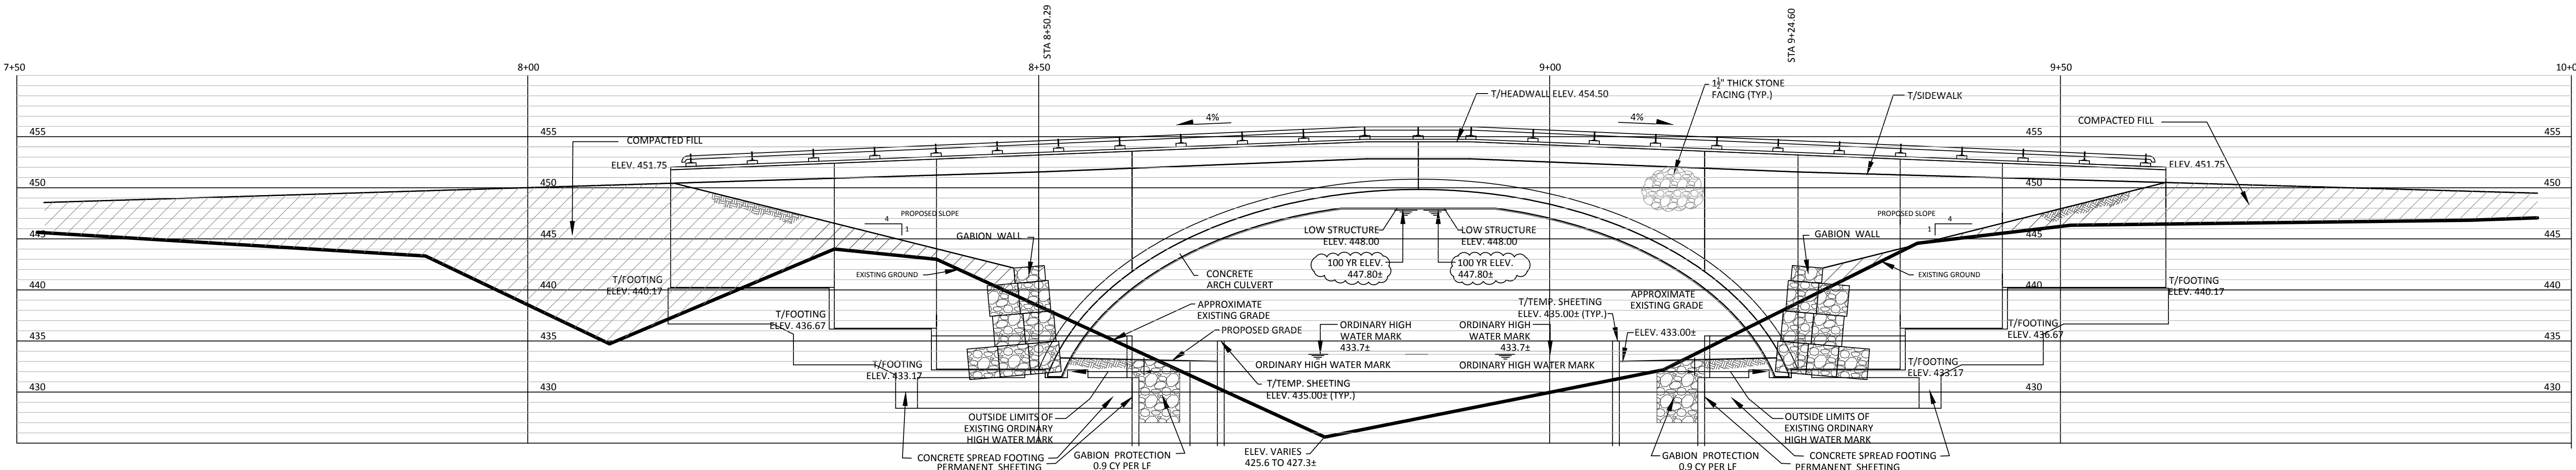 STA 8+50.29
STA 9+24.60
7+50
8+00
8+50
9+00
9+50
10+0
1½" THICK STONE
FACING (TYP.)
T/HEADWALL ELEV. 454.50
T/SIDEWALK
4%
4%
COMPACTED FILL
COMPACTED FILL
455
455
455
455
ELEV. 451.75
ELEV. 451.75
450
450
450
450
4
PROPOSED SLOPE
1
PROPOSED SLOPE
4
1
GABION WALL
GABION WALL
445
445
445
445
LOW STRUCTURE
ELEV. 448.00
LOW STRUCTURE
ELEV. 448.00
100 YR ELEV.
447.80±
100 YR ELEV.
447.80±
EXISTING GROUND
EXISTING GROUND
CONCRETE
ARCH CULVERT
T/FOOTING
ELEV. 440.17
T/FOOTING
ELEV. 440.17
440
440
440
440
APPROXIMATE
EXISTING GRADE
APPROXIMATE
EXISTING GRADE
T/TEMP. SHEETING
ELEV. 435.00± (TYP.)
T/FOOTING
ELEV. 436.67
T/FOOTING
ELEV. 436.67
PROPOSED GRADE
ORDINARY HIGH
WATER MARK
433.7±
ORDINARY HIGH
WATER MARK
433.7±
ELEV. 433.00±
435
435
435
435
ORDINARY HIGH WATER MARK
ORDINARY HIGH WATER MARK
T/FOOTING
ELEV. 433.17
T/FOOTING
ELEV. 433.17
T/TEMP. SHEETING
ELEV. 435.00± (TYP.)
430
430
430
430
OUTSIDE LIMITS OF
EXISTING ORDINARY
HIGH WATER MARK
OUTSIDE LIMITS OF
EXISTING ORDINARY
HIGH WATER MARK
CONCRETE SPREAD FOOTING
PERMANENT SHEETING
GABION PROTECTION
0.9 CY PER LF
ELEV. VARIES
425.6 TO 427.3±
GABION PROTECTION
0.9 CY PER LF
CONCRETE SPREAD FOOTING
PERMANENT SHEETING